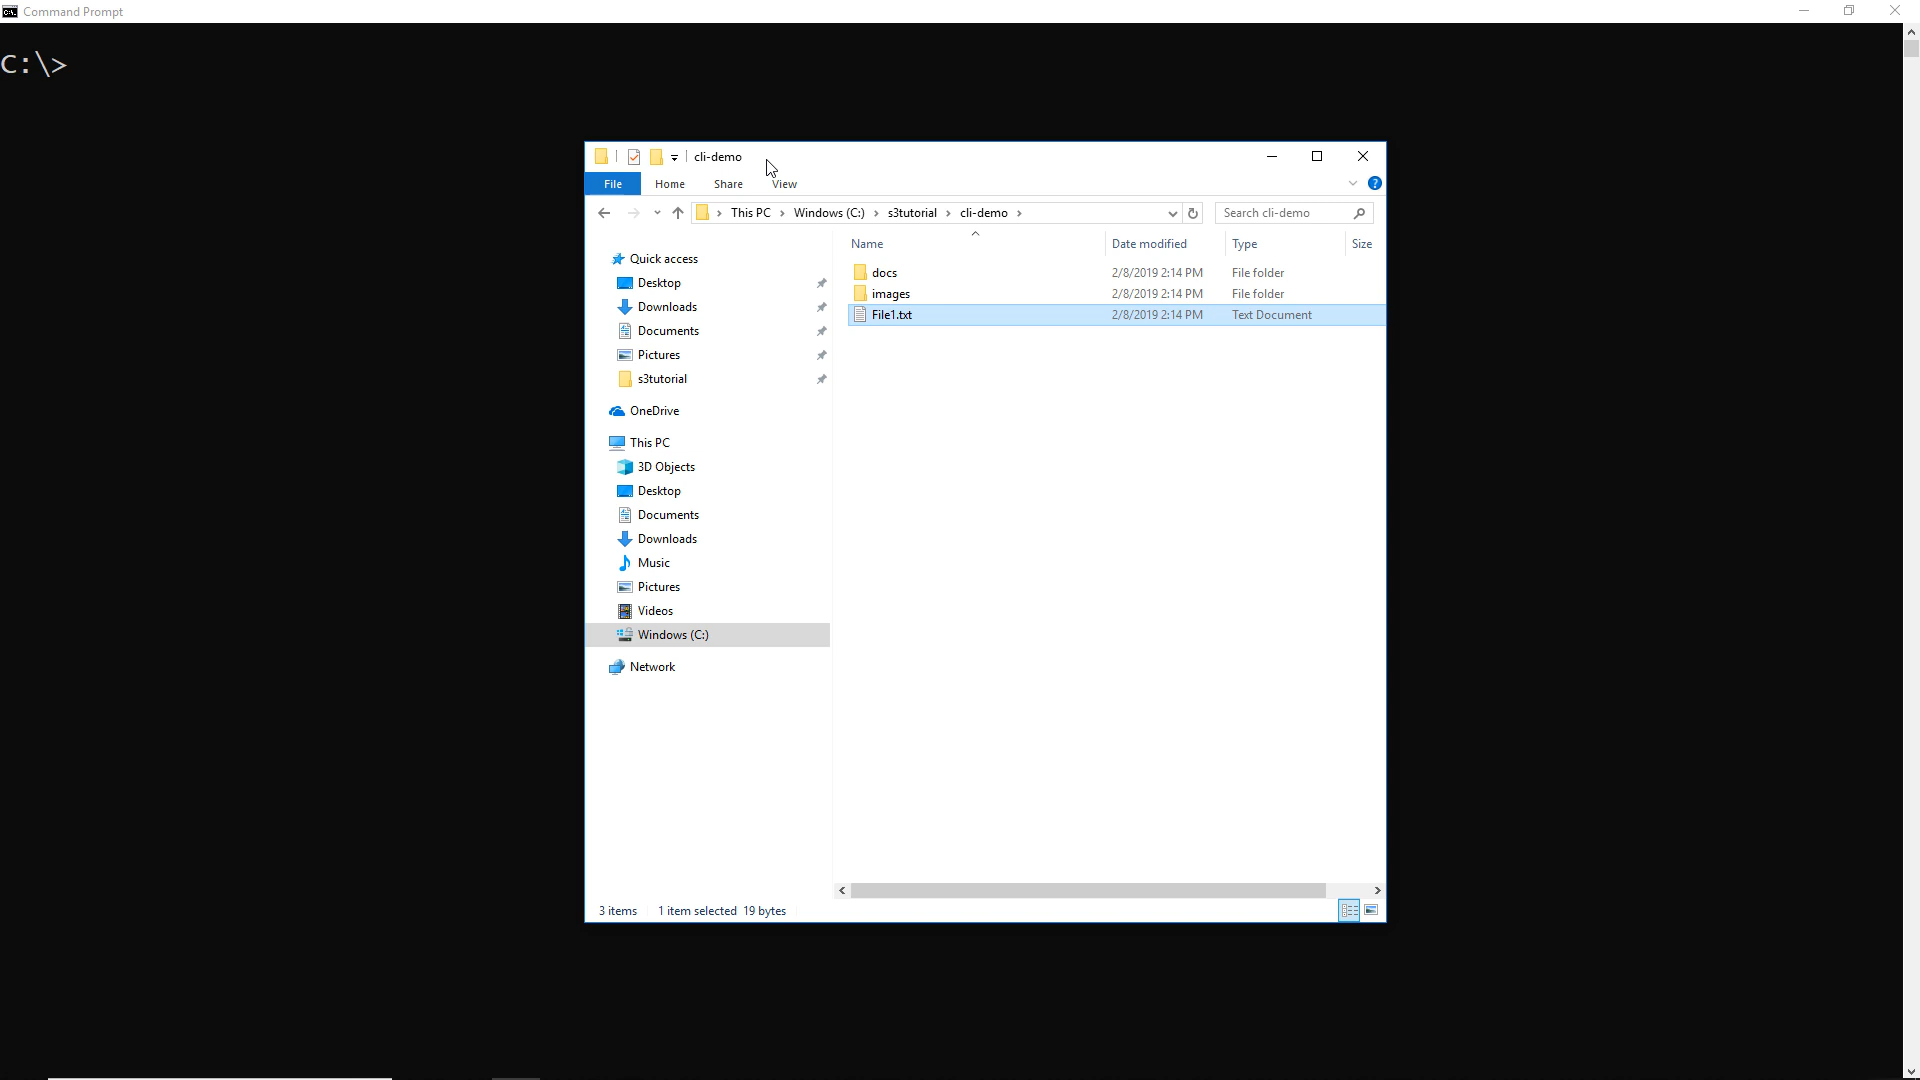 Command Prompt
C:\>
cli-demo
File Home Share View
This PC Windows (C:) s3tutorial cli-demo Search cli-demo
Name Date modified Type Size
docs 2/8/2019 2:14 PM File folder
images 2/8/2019 2:14 PM File folder
File1.txt 2/8/2019 2:14 PM Text Document
Quick access
Desktop
Downloads
Documents
Pictures
s3tutorial
OneDrive
This PC
3D Objects
Desktop
Documents
Downloads
Music
Pictures
Videos
Windows (C:)
Network
3 items 1 item selected 19 bytes